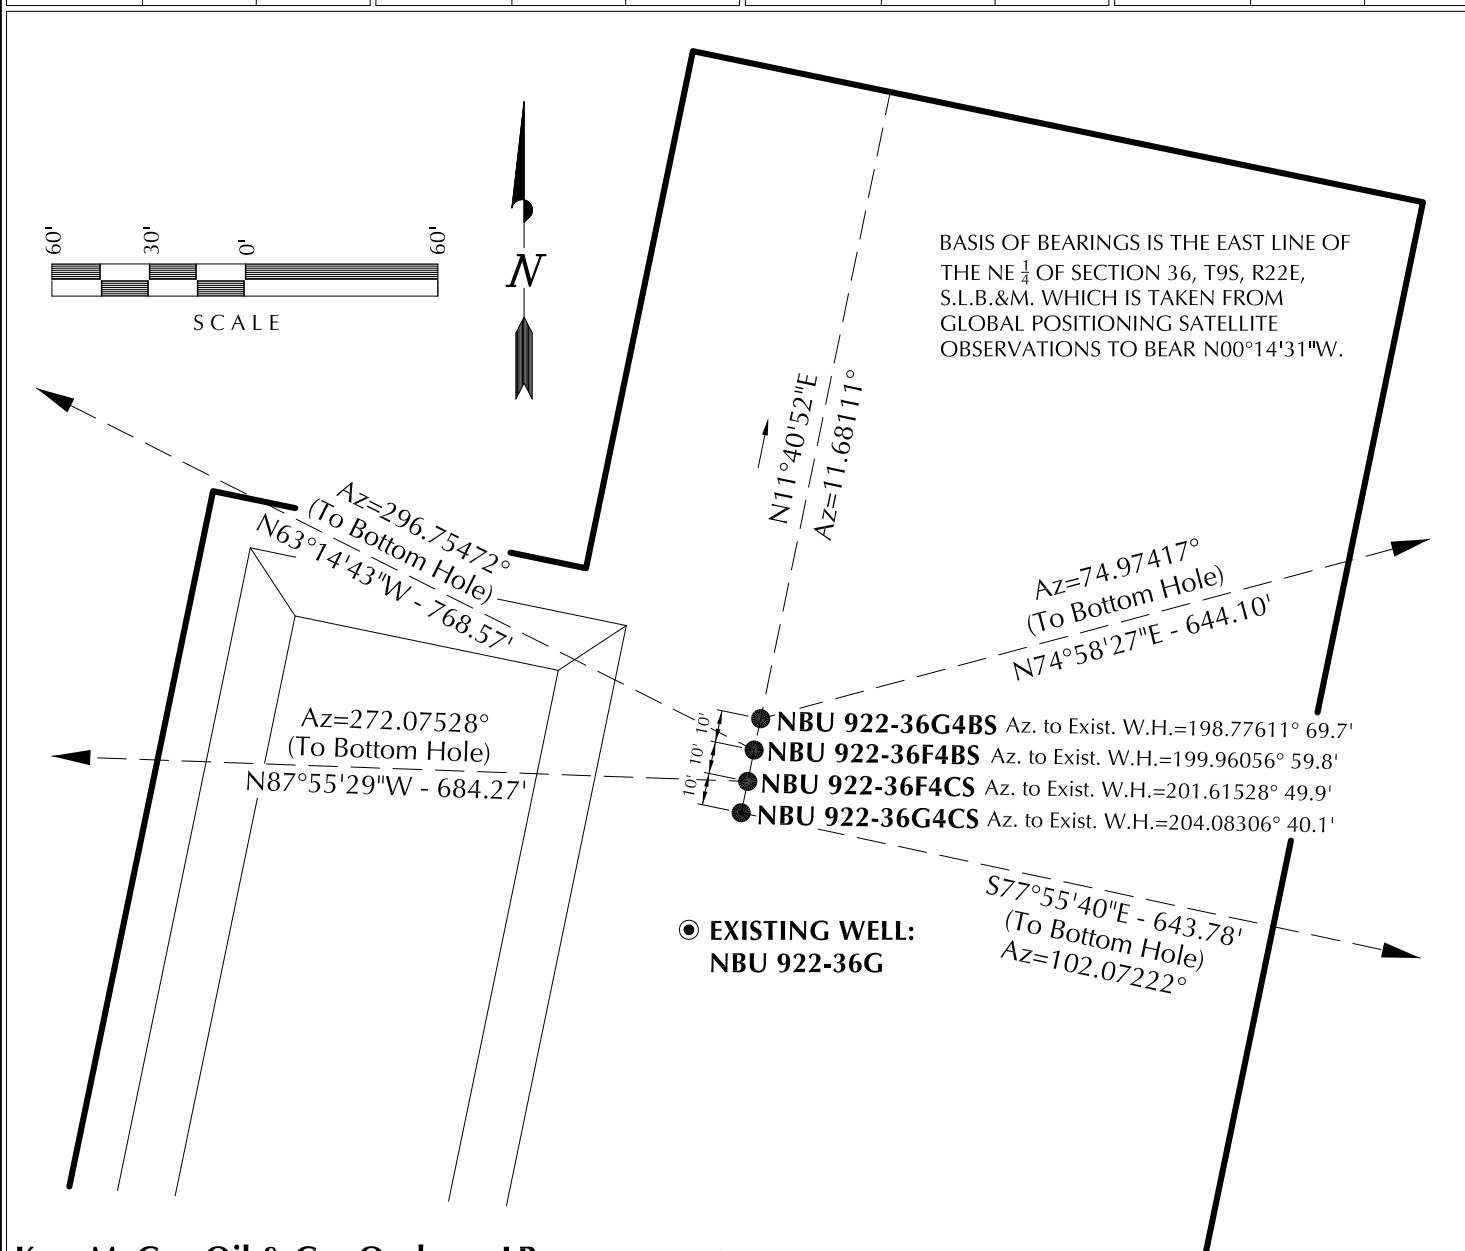 60'
30'
0'
60'
SCALE
N
BASIS OF BEARINGS IS THE EAST LINE OF
THE NE 1/4 OF SECTION 36, T9S, R22E,
S.L.B.&M. WHICH IS TAKEN FROM
GLOBAL POSITIONING SATELLITE
OBSERVATIONS TO BEAR N00°14'31"W.
N11°40'52"E
Az=11.68111°
Az=296.75472°
(To Bottom Hole)
N63°14'43"W - 768.57'
Az=74.97417°
(To Bottom Hole)
N74°58'27"E - 644.10'
Az=272.07528°
(To Bottom Hole)
N87°55'29"W - 684.27'
10'
10'
10'
NBU 922-36G4BS Az. to Exist. W.H.=198.77611° 69.7'
NBU 922-36F4BS Az. to Exist. W.H.=199.96056° 59.8'
NBU 922-36F4CS Az. to Exist. W.H.=201.61528° 49.9'
NBU 922-36G4CS Az. to Exist. W.H.=204.08306° 40.1'
S77°55'40"E - 643.78'
(To Bottom Hole)
Az=102.07222°
EXISTING WELL:
NBU 922-36G